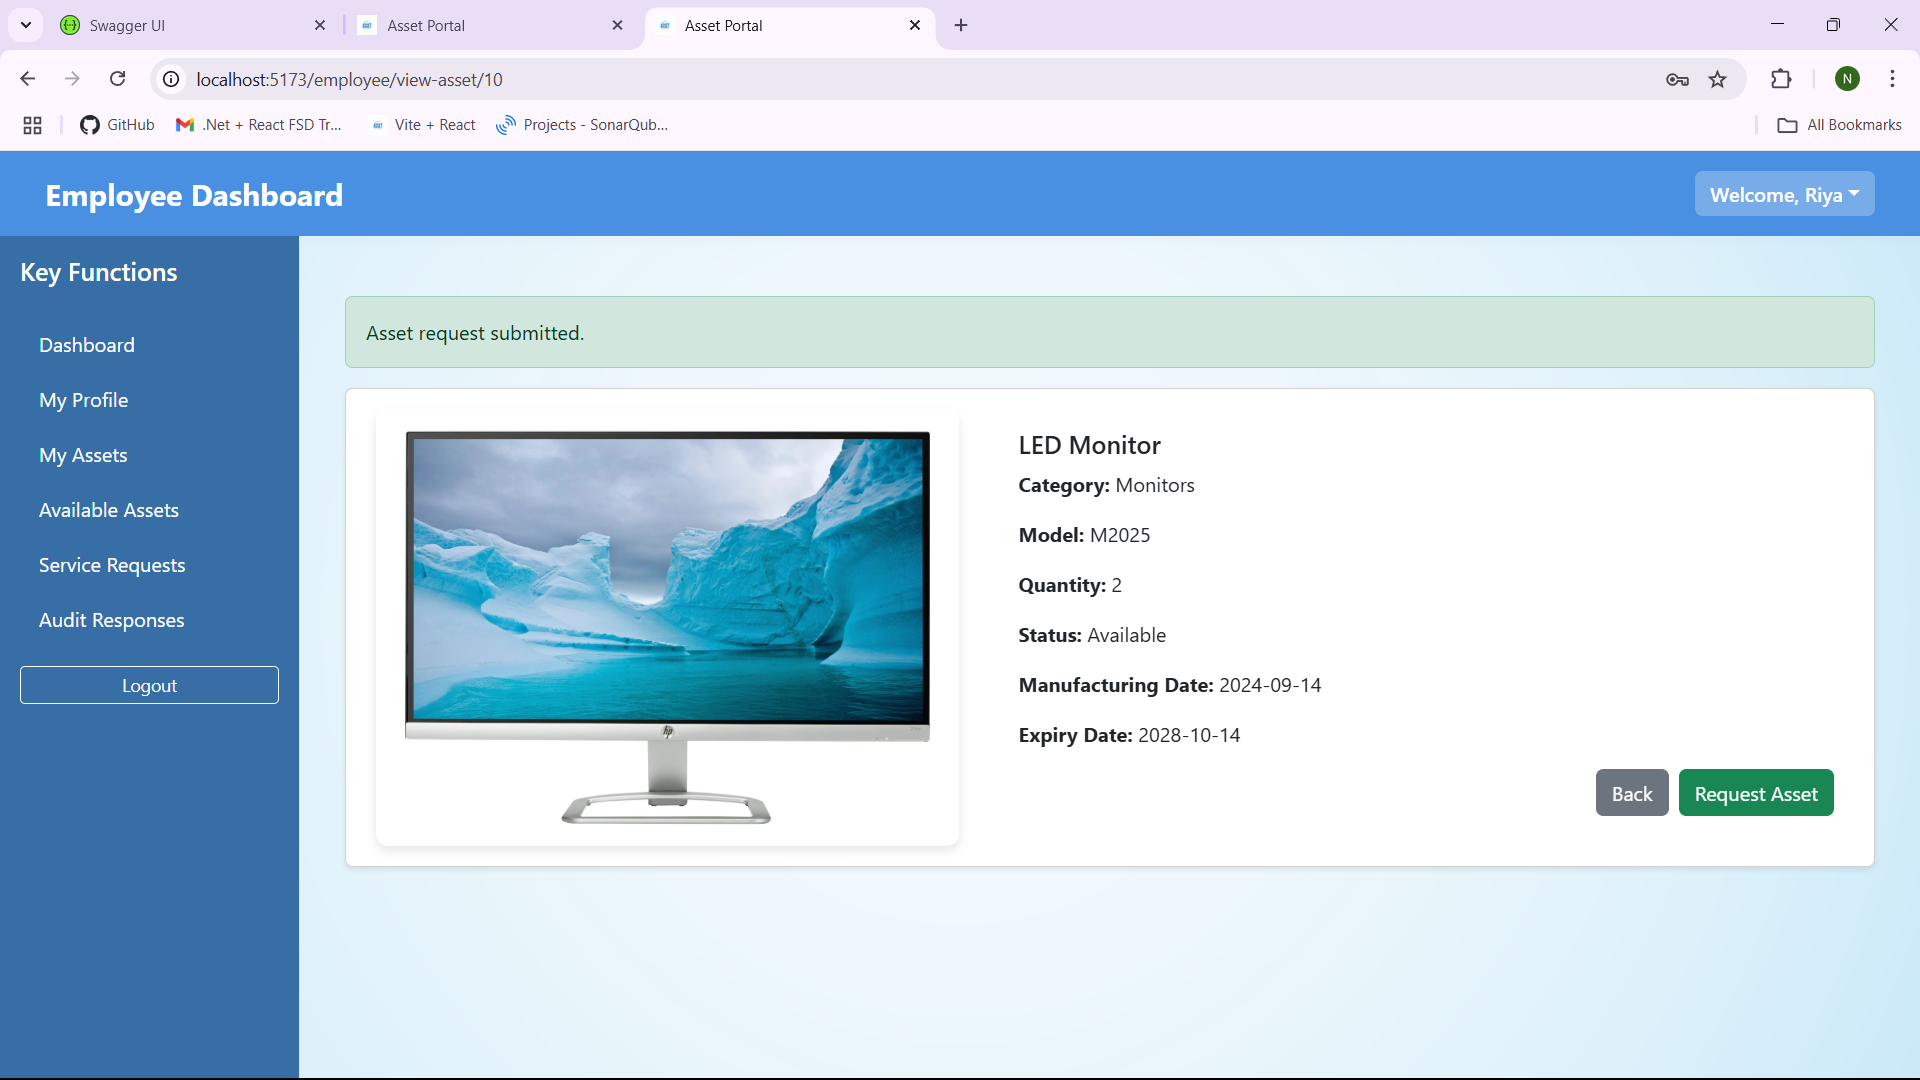 Swagger UI
Asset Portal
Asset Portal
localhost:5173/employee/view-asset/10
N
GitHub
.Net + React FSD Tr...
Vite + React
Projects - SonarQub...
All Bookmarks
Employee Dashboard
Welcome, Riya
Key Functions
Dashboard
My Profile
My Assets
Available Assets
Service Requests
Audit Responses
Logout
Asset request submitted.
hp
LED Monitor
Category: Monitors
Model: M2025
Quantity: 2
Status: Available
Manufacturing Date: 2024-09-14
Expiry Date: 2028-10-14
Back
Request Asset